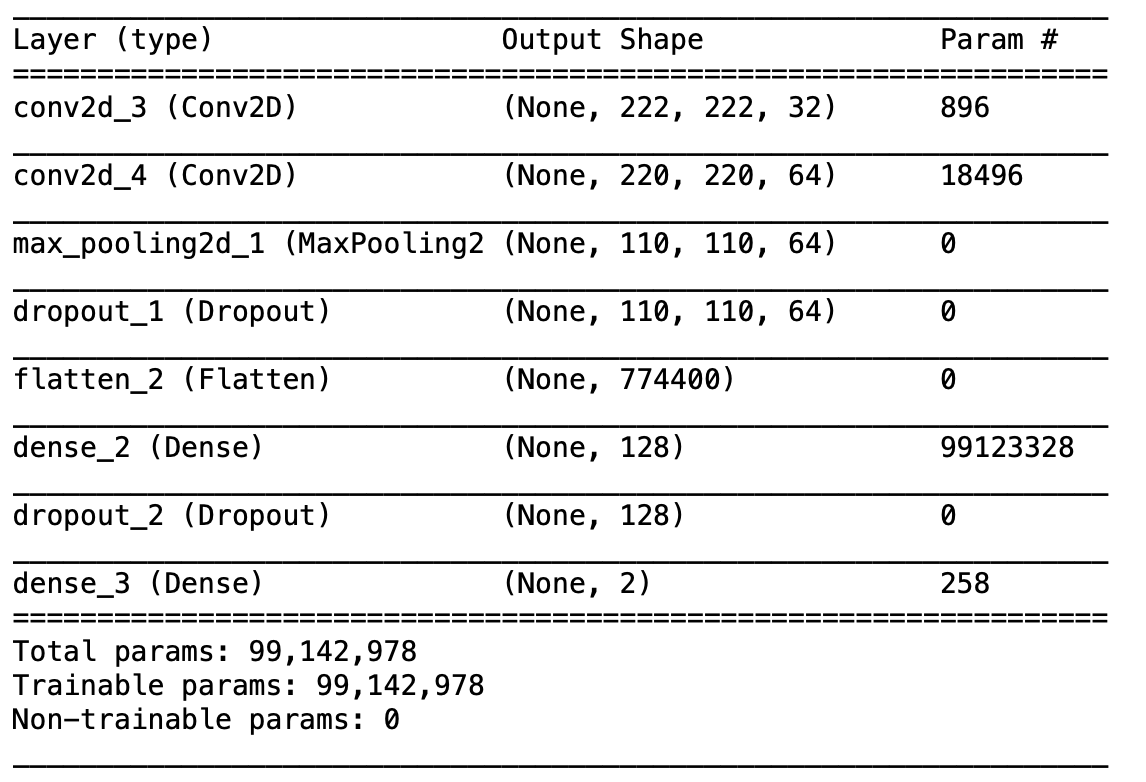 Layer (type) Output Shape Param #
=================================================================
conv2d_3 (Conv2D) (None, 222, 222, 32) 896
conv2d_4 (Conv2D) (None, 220, 220, 64) 18496
max_pooling2d_1 (MaxPooling2 (None, 110, 110, 64) 0
dropout_1 (Dropout) (None, 110, 110, 64) 0
flatten_2 (Flatten) (None, 774400) 0
dense_2 (Dense) (None, 128) 99123328
dropout_2 (Dropout) (None, 128) 0
dense_3 (Dense) (None, 2) 258
=================================================================
Total params: 99,142,978
Trainable params: 99,142,978
Non-trainable params: 0